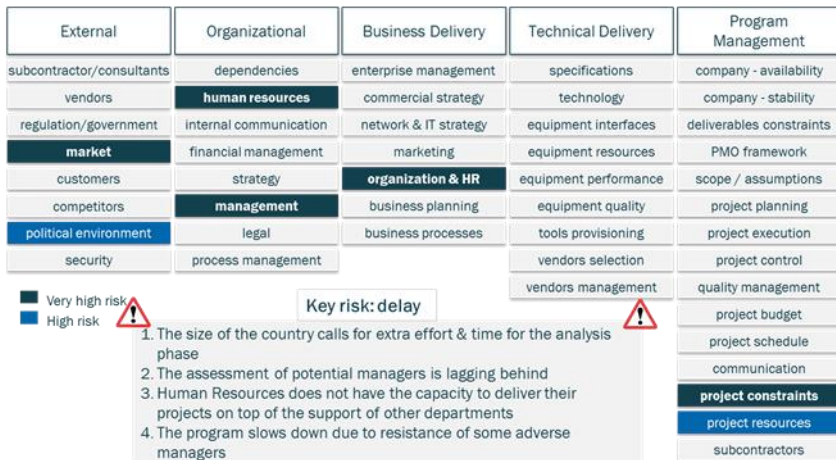 External
subcontractor/consultants
vendors
regulation/government
market
customers
competitors
political environment
security
Organizational
dependencies
human resources
internal communication
financial management
strategy
management
legal
process management
Business Delivery
enterprise management
commercial strategy
network & IT strategy
marketing
organization & HR
business planning
business processes
Technical Delivery
specifications
technology
equipment interfaces
equipment resources
equipment performance
equipment quality
tools provisioning
vendors selection
vendors management
Program
Management
company - availability
company - stability
deliverables constraints
PMO framework
scope / assumptions
project planning
project execution
project control
quality management
project budget
project schedule
communication
project constraints
project resources
subcontractors
Very high risk
High risk
Key risk: delay
1. The size of the country calls for extra effort & time for the analysis
phase
2. The assessment of potential managers is lagging behind
3. Human Resources does not have the capacity to deliver their
projects on top of the support of other departments
4. The program slows down due to resistance of some adverse
managers